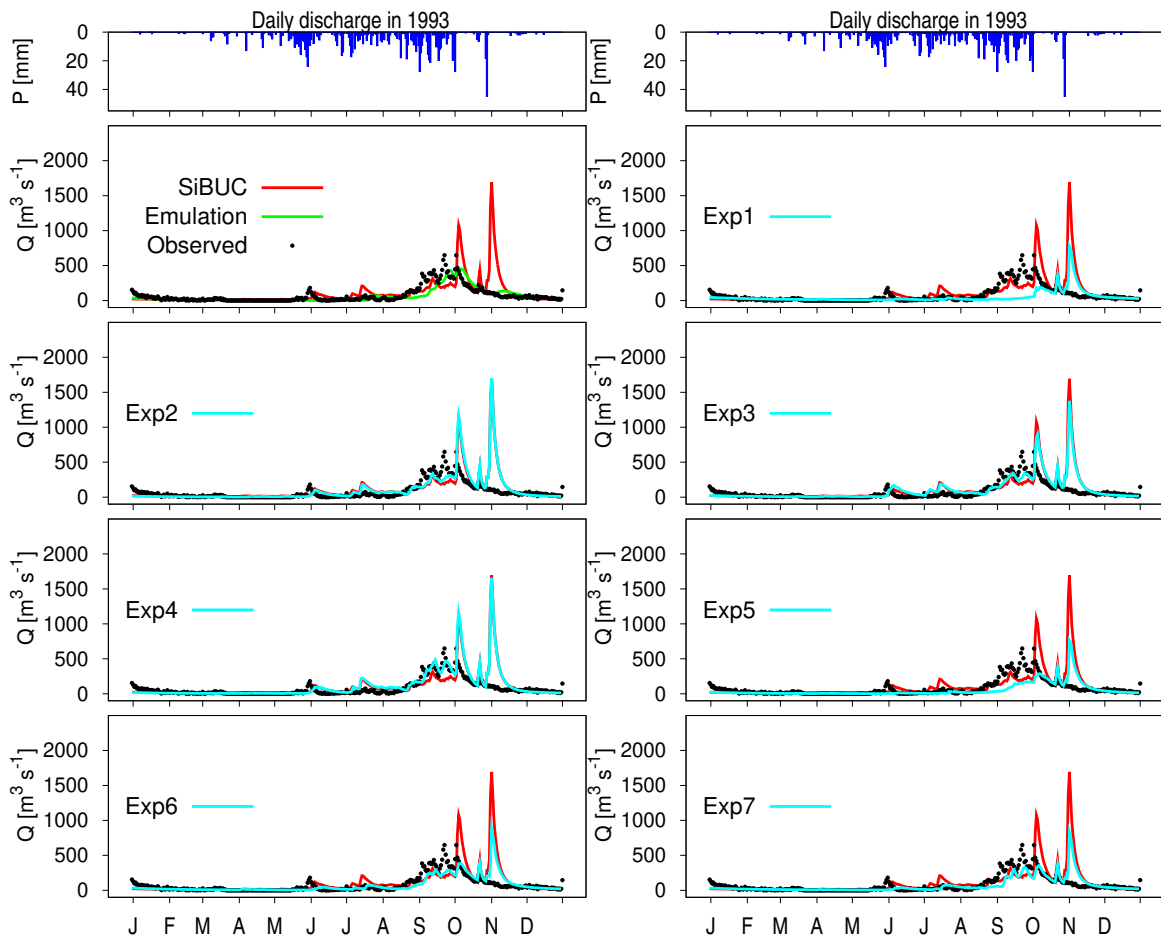 Daily discharge in 1993
P [mm]
0
20
40
Daily discharge in 1993
P [mm]
0
20
40
Q [m³ s⁻¹]
2000
1500
1000
500
0
SiBUC
Emulation
Observed
Q [m³ s⁻¹]
2000
1500
1000
500
0
Exp1
Q [m³ s⁻¹]
2000
1500
1000
500
0
Exp2
Q [m³ s⁻¹]
2000
1500
1000
500
0
Exp3
Q [m³ s⁻¹]
2000
1500
1000
500
0
Exp4
Q [m³ s⁻¹]
2000
1500
1000
500
0
Exp5
Q [m³ s⁻¹]
2000
1500
1000
500
0
Exp6
J F M A M J J A S O N D
Q [m³ s⁻¹]
2000
1500
1000
500
0
Exp7
J F M A M J J A S O N D